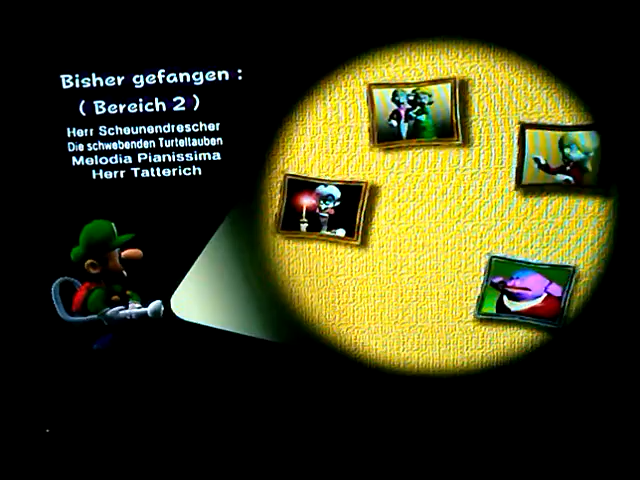 Bisher gefangen :
( Bereich 2 )
Herr Scheunendrescher
Die schwebenden Turteltauben
Melodia Pianissima
Herr Tatterich